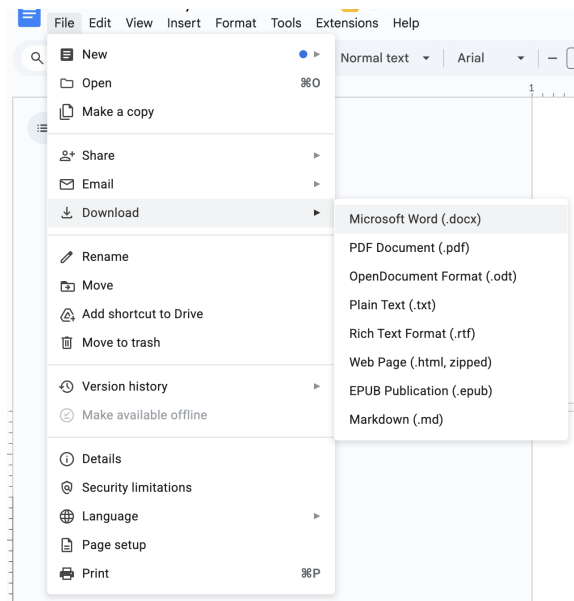 File Edit View Insert Format Tools Extensions Help
Normal text Arial
1
New
Open ⌘O
Make a copy
Share
Email
Download
Microsoft Word (.docx)
PDF Document (.pdf)
OpenDocument Format (.odt)
Plain Text (.txt)
Rich Text Format (.rtf)
Web Page (.html, zipped)
EPUB Publication (.epub)
Markdown (.md)
Rename
Move
Add shortcut to Drive
Move to trash
Version history
Make available offline
Details
Security limitations
Language
Page setup
Print ⌘P